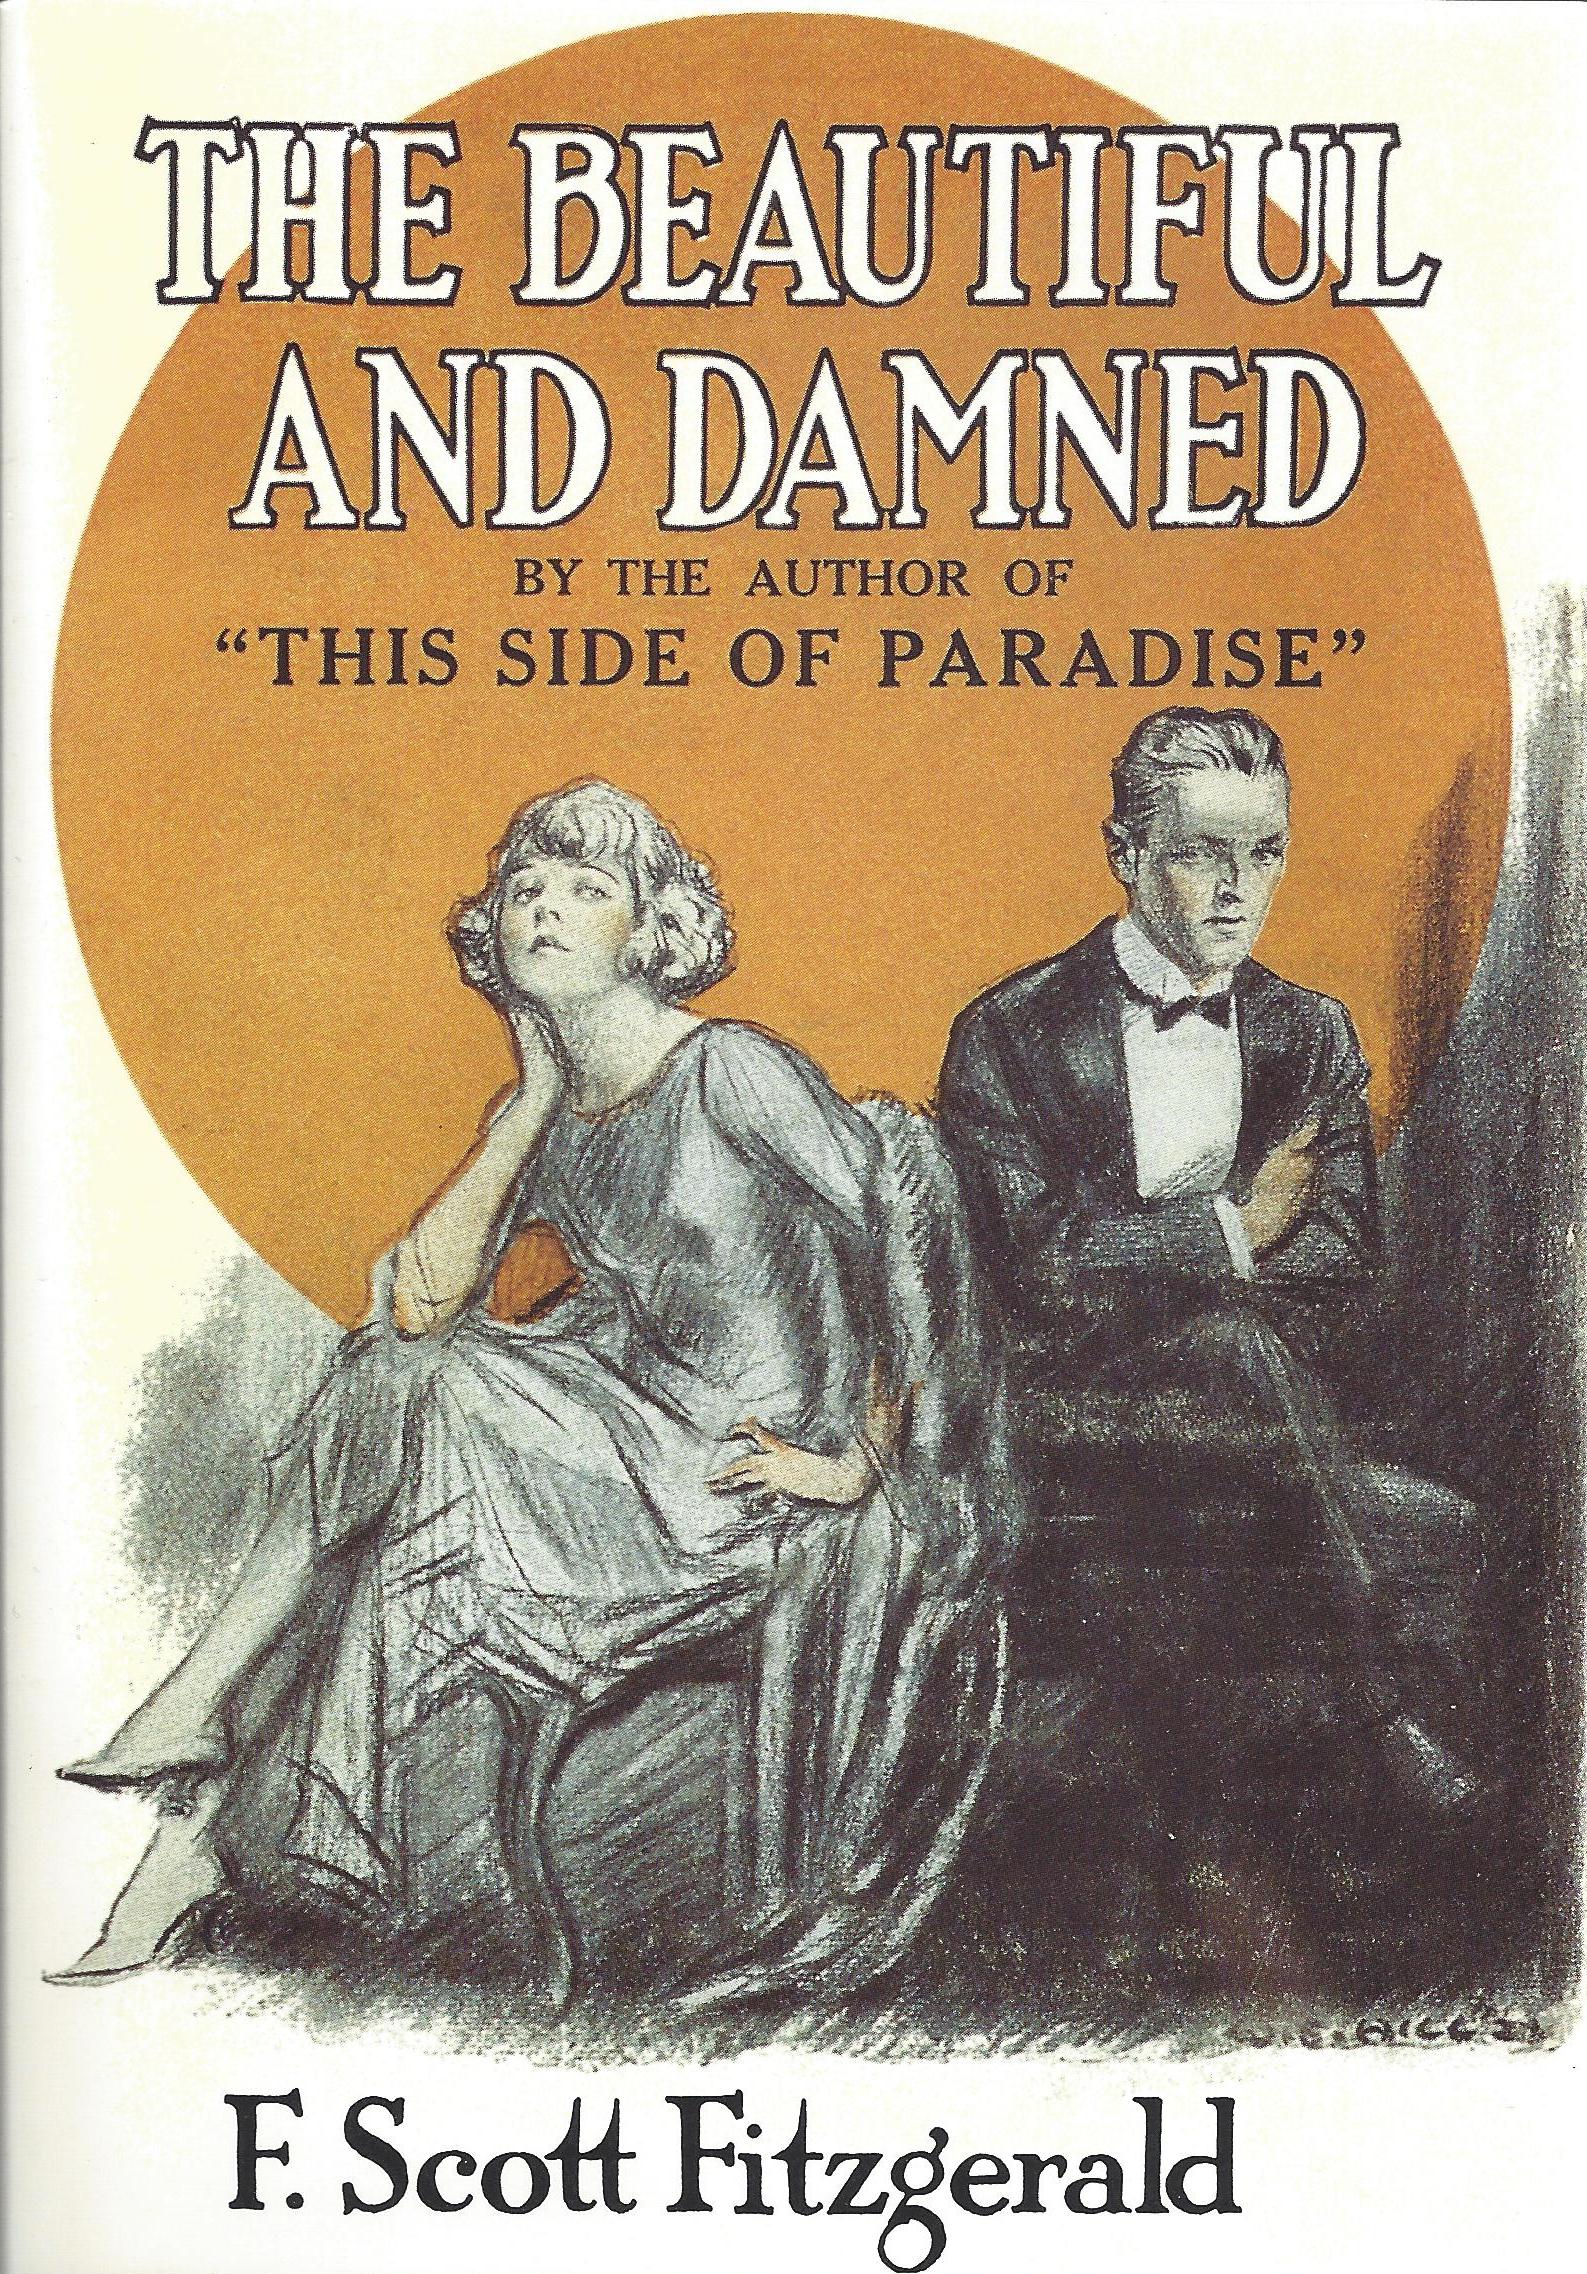 THE BEAUTIFUL
AND DAMNED
BY THE AUTHOR OF
“THIS SIDE OF PARADISE”
F. Scott Fitzgerald